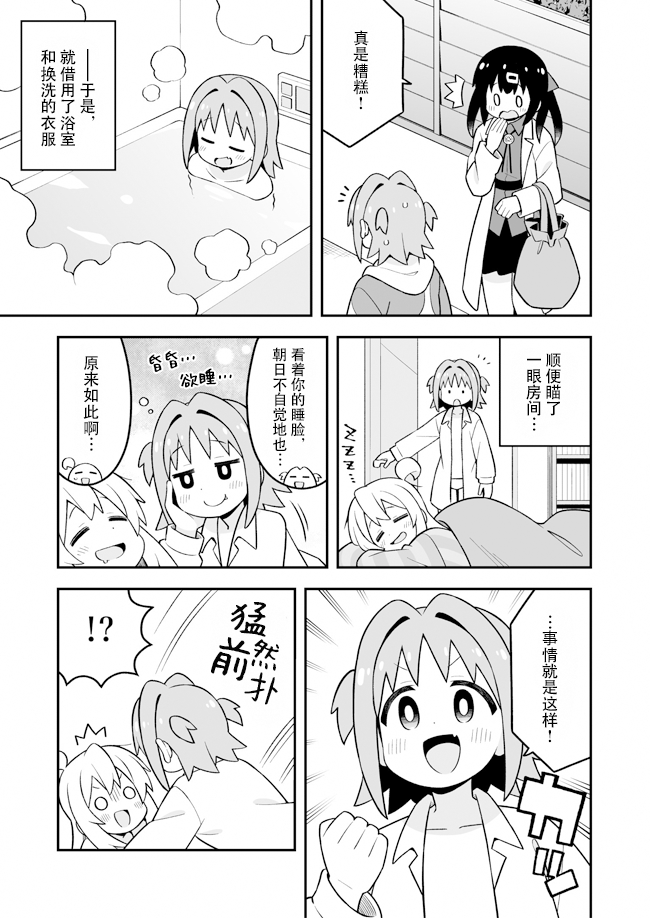 真是糟糕！
——于是，
就借用了浴室
和换洗的衣服
顺便瞄了
一眼房间…
ZZZ…
看着你的睡脸，
朝日不自觉地也…
昏昏…
欲睡…
原来如此啊…
…事情就是这样！
カッ
猛然
前扑
!?